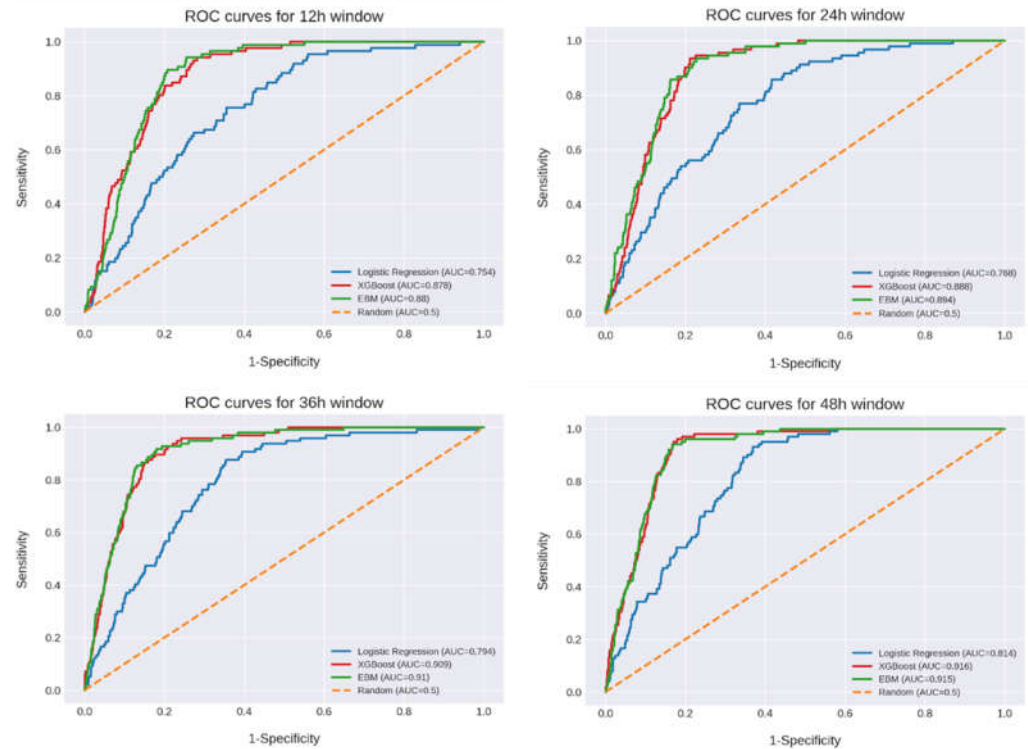 ROC curves for 12h window
1.0
0.8
0.6
0.4
0.2
0.0
Sensitivity
Logistic Regression (AUC=0.754)
XGBoost (AUC=0.878)
EBM (AUC=0.88)
Random (AUC=0.5)
0.0 0.2 0.4 0.6 0.8 1.0
1-Specificity
ROC curves for 24h window
1.0
0.8
0.6
0.4
0.2
0.0
Sensitivity
Logistic Regression (AUC=0.768)
XGBoost (AUC=0.888)
EBM (AUC=0.894)
Random (AUC=0.5)
0.0 0.2 0.4 0.6 0.8 1.0
1-Specificity
ROC curves for 36h window
1.0
0.8
0.6
0.4
0.2
0.0
Sensitivity
Logistic Regression (AUC=0.794)
XGBoost (AUC=0.909)
EBM (AUC=0.91)
Random (AUC=0.5)
0.0 0.2 0.4 0.6 0.8 1.0
1-Specificity
ROC curves for 48h window
1.0
0.8
0.6
0.4
0.2
0.0
Sensitivity
Logistic Regression (AUC=0.814)
XGBoost (AUC=0.916)
EBM (AUC=0.915)
Random (AUC=0.5)
0.0 0.2 0.4 0.6 0.8 1.0
1-Specificity